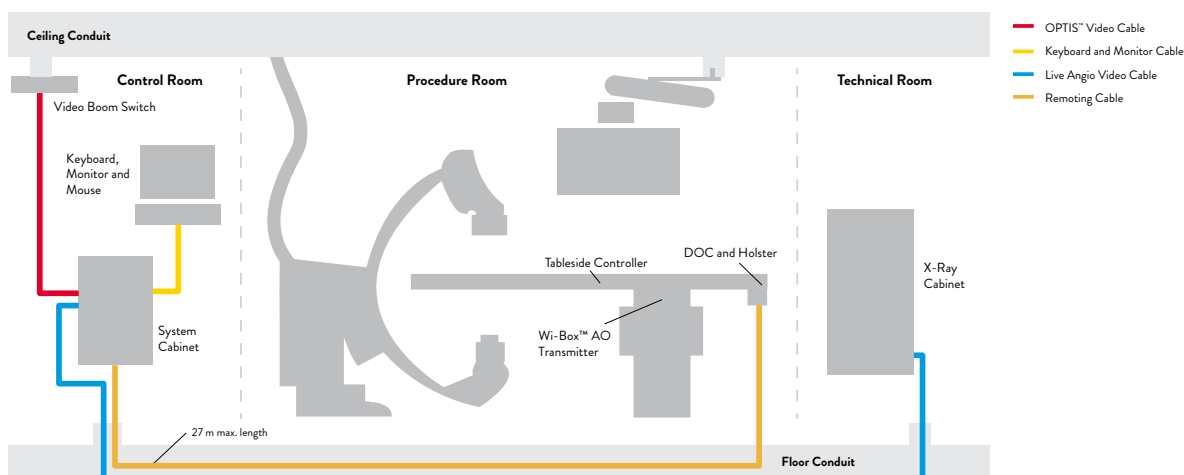 Ceiling Conduit
Control Room
Procedure Room
Technical Room
Video Boom Switch
Keyboard,
Monitor and
Mouse
System
Cabinet
Tableside Controller
DOC and Holster
Wi-Box™ AO
Transmitter
X-Ray
Cabinet
27 m max. length
Floor Conduit
OPTIS™ Video Cable
Keyboard and Monitor Cable
Live Angio Video Cable
Remoting Cable